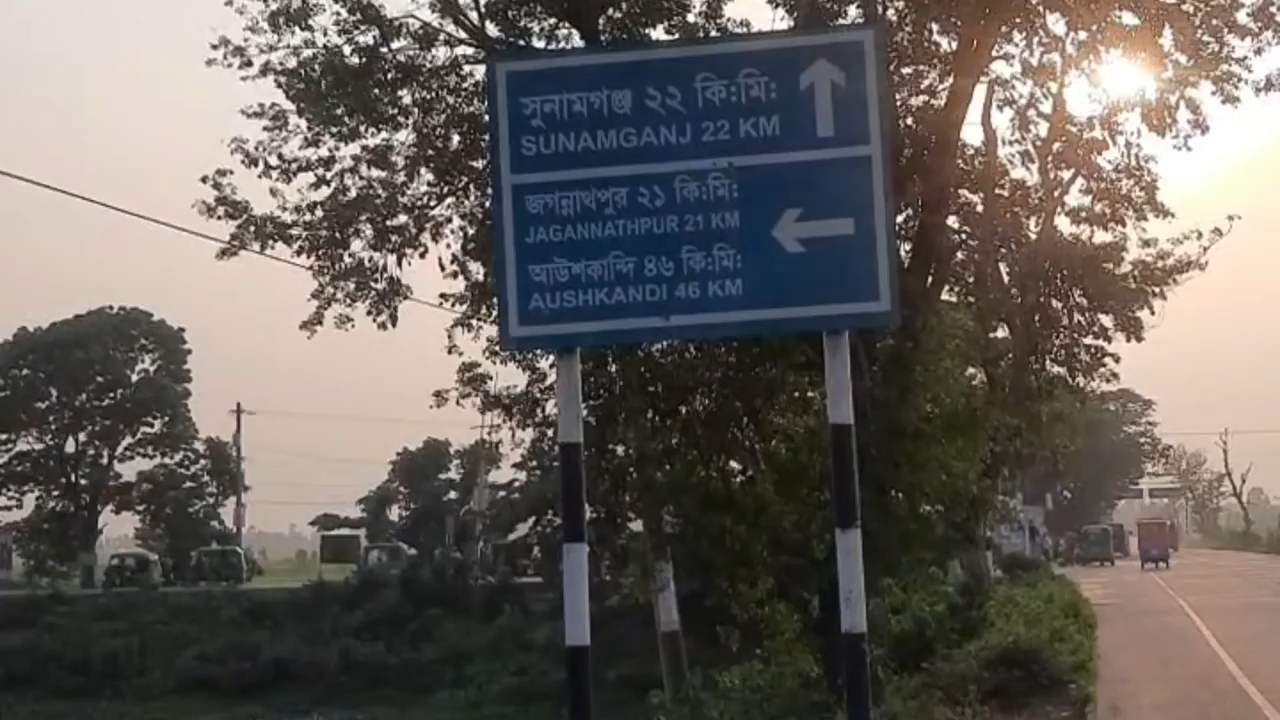 সুনামগঞ্জ ২২ কি:মি:
SUNAMGANJ 22 KM
জগন্নাথপুর ২১ কি:মি:
JAGANNATHPUR 21 KM
আউশকান্দি ৪৬ কি:মি:
AUSHKANDI 46 KM